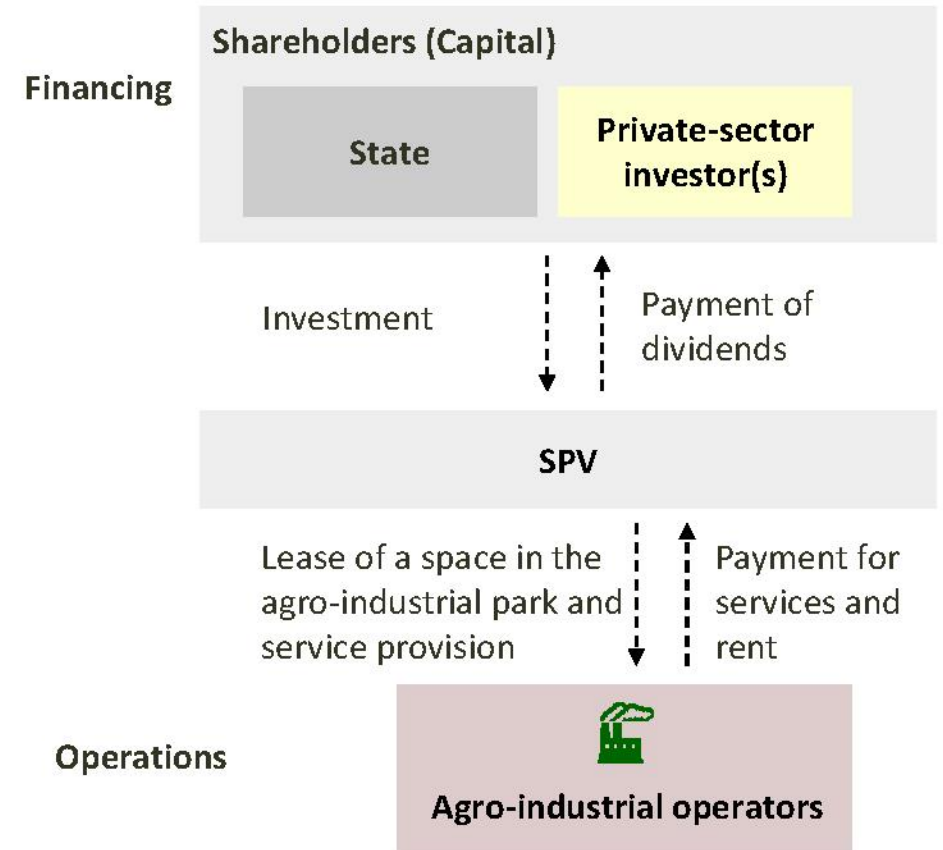 Shareholders (Capital)
Financing
State
Private-sector
investor(s)
Investment
Payment of
dividends
SPV
Lease of a space in the
agro-industrial park and
service provision
Payment for
services and
rent
Operations
Agro-industrial operators